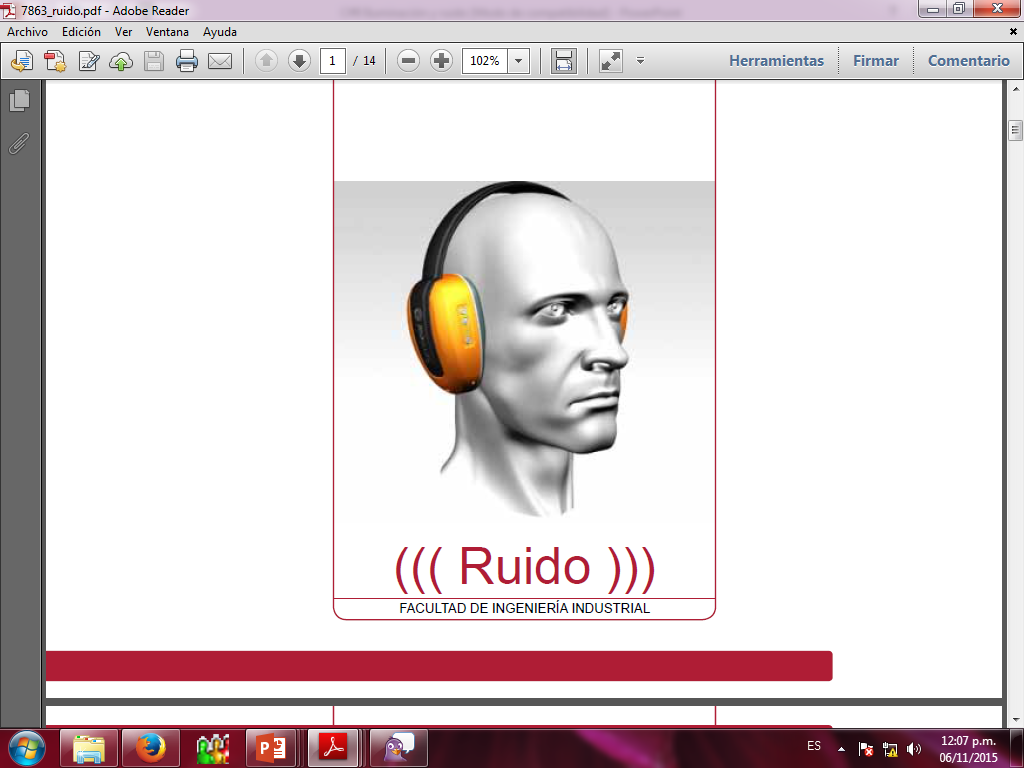 7863_ruido.pdf - Adobe Reader
Archivo Edición Ver Ventana Ayuda
1 / 14 102% Herramientas Firmar Comentario
((( Ruido )))
FACULTAD DE INGENIERÍA INDUSTRIAL
ES 12:07 p.m.
06/11/2015